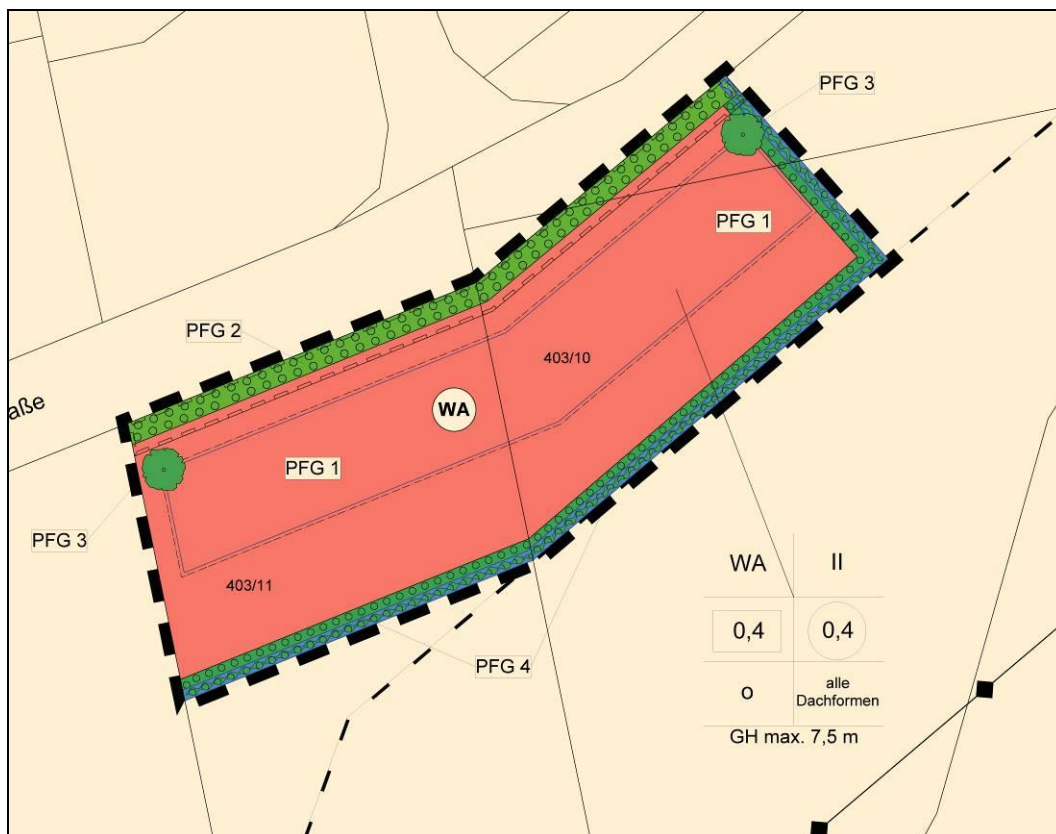 PFG 3
PFG 1
PFG 2
403/10
aße
WA
PFG 1
PFG 3
403/11
PFG 4
WA II
0,4 0,4
o alle
Dachformen
GH max. 7,5 m